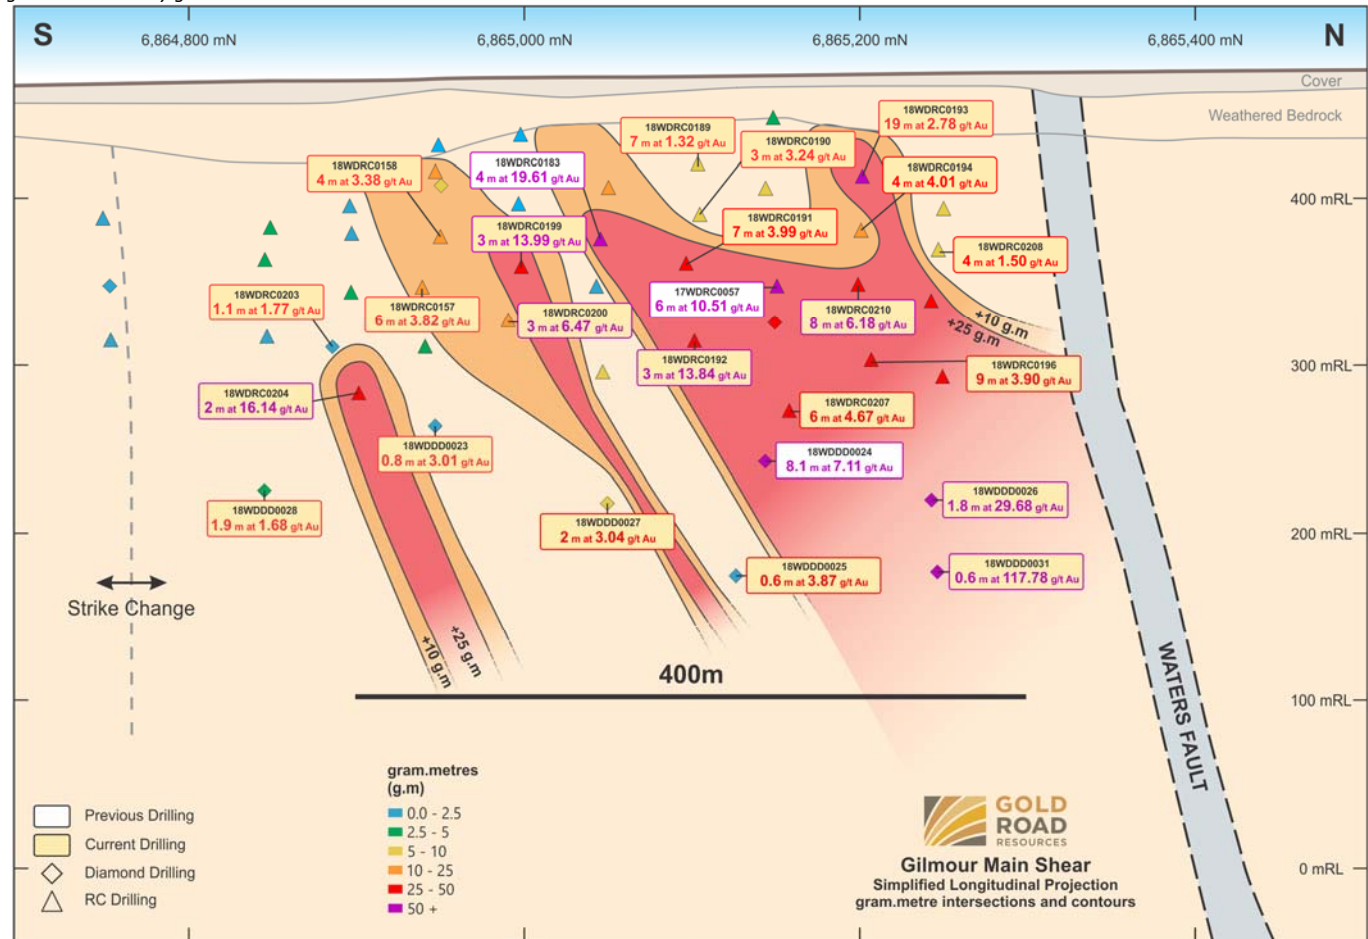 S
6,864,800 mN
6,865,000 mN
6,865,200 mN
6,865,400 mN
N
Cover
Weathered Bedrock
18WDRC0193
19 m at 2.78 g/t Au
18WDRC0189
7 m at 1.32 g/t Au
18WDRC0190
3 m at 3.24 g/t Au
18WDRC0158
4 m at 3.38 g/t Au
18WDRC0183
4 m at 19.61 g/t Au
18WDRC0194
4 m at 4.01 g/t Au
400 mRL
18WDRC0199
3 m at 13.99 g/t Au
18WDRC0191
7 m at 3.99 g/t Au
18WDRC0208
4 m at 1.50 g/t Au
18WDRC0203
1.1 m at 1.77 g/t Au
18WDRC0157
6 m at 3.82 g/t Au
18WDRC0200
3 m at 6.47 g/t Au
17WDRC0057
6 m at 10.51 g/t Au
18WDRC0210
8 m at 6.18 g/t Au
+10 g.m
+25 g.m
18WDRC0192
3 m at 13.84 g/t Au
18WDRC0196
9 m at 3.90 g/t Au
300 mRL
18WDRC0204
2 m at 16.14 g/t Au
18WDRC0207
6 m at 4.67 g/t Au
18WDDD0023
0.8 m at 3.01 g/t Au
18WDDD0024
8.1 m at 7.11 g/t Au
18WDDD0028
1.9 m at 1.68 g/t Au
18WDDD0027
2 m at 3.04 g/t Au
18WDDD0026
1.8 m at 29.68 g/t Au
200 mRL
18WDDD0025
0.6 m at 3.87 g/t Au
18WDDD0031
0.6 m at 117.78 g/t Au
Strike Change
+10 g.m
+25 g.m
400m
100 mRL
WATERS FAULT
gram.metres
(g.m)
0.0 - 2.5
2.5 - 5
5 - 10
10 - 25
25 - 50
50 +
Previous Drilling
Current Drilling
Diamond Drilling
RC Drilling
GOLD
ROAD
RESOURCES
Gilmour Main Shear
Simplified Longitudinal Projection
gram.metre intersections and contours
0 mRL